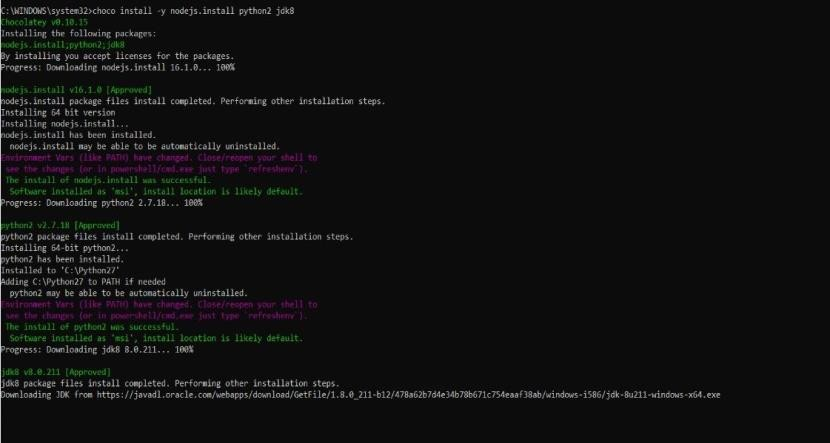 C:\WINDOWS\system32>choco install -y nodejs.install python2 jdk8
Chocolatey v0.10.15
Installing the following packages:
nodejs.install;python2;jdk8
By installing you accept licenses for the packages.
Progress: Downloading nodejs.install 16.1.0... 100%
nodejs.install v16.1.0 [Approved]
nodejs.install package files install completed. Performing other installation steps.
Installing 64 bit version
Installing nodejs.install...
nodejs.install has been installed.
nodejs.install may be able to be automatically uninstalled.
Environment Vars (like PATH) have changed. Close/reopen your shell to
see the changes (or in powershell/cmd.exe just type `refreshenv`).
The install of nodejs.install was successful.
Software installed as 'msi', install location is likely default.
Progress: Downloading python2 2.7.18... 100%
python2 v2.7.18 [Approved]
python2 package files install completed. Performing other installation steps.
Installing 64-bit python2...
python2 has been installed.
Installed to 'C:\Python27'
Adding C:\Python27 to PATH if needed
python2 may be able to be automatically uninstalled.
Environment Vars (like PATH) have changed. Close/reopen your shell to
see the changes (or in powershell/cmd.exe just type `refreshenv`).
The install of python2 was successful.
Software installed as 'msi', install location is likely default.
Progress: Downloading jdk8 8.0.211... 100%
jdk8 v8.0.211 [Approved]
jdk8 package files install completed. Performing other installation steps.
Downloading JDK from https://javadl.oracle.com/webapps/download/GetFile/1.8.0_211-b12/478a62b7d4e34b78b671c754eaaf38ab/windows-i586/jdk-8u211-windows-x64.exe